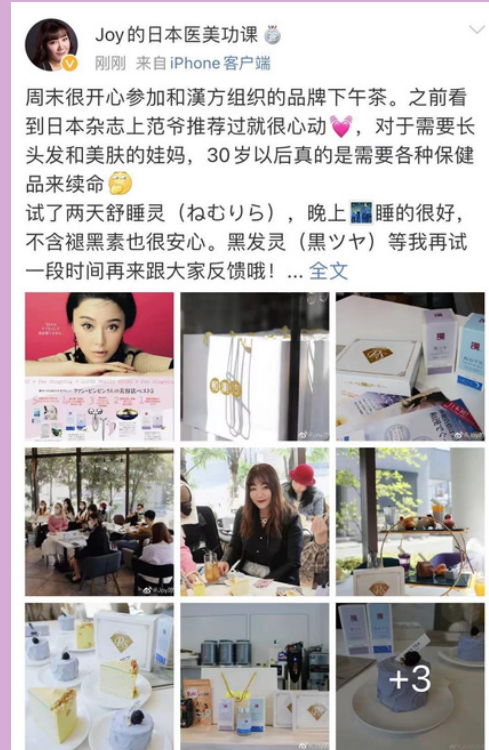 Joy的日本医美功课
刚刚 来自 iPhone客户端
周末很开心参加和漢方组织的品牌下午茶。之前看
到日本杂志上范爷推荐过就很心动💓，对于需要长
头发和美肤的娃妈，30岁以后真的是需要各种保健
品来续命🤔
试了两天舒睡灵（ねむりら），晚上🌃睡的很好，
不含褪黑素也很安心。黑发灵（黒ツヤ）等我再试
一段时间再来跟大家反馈哦！... 全文
+3